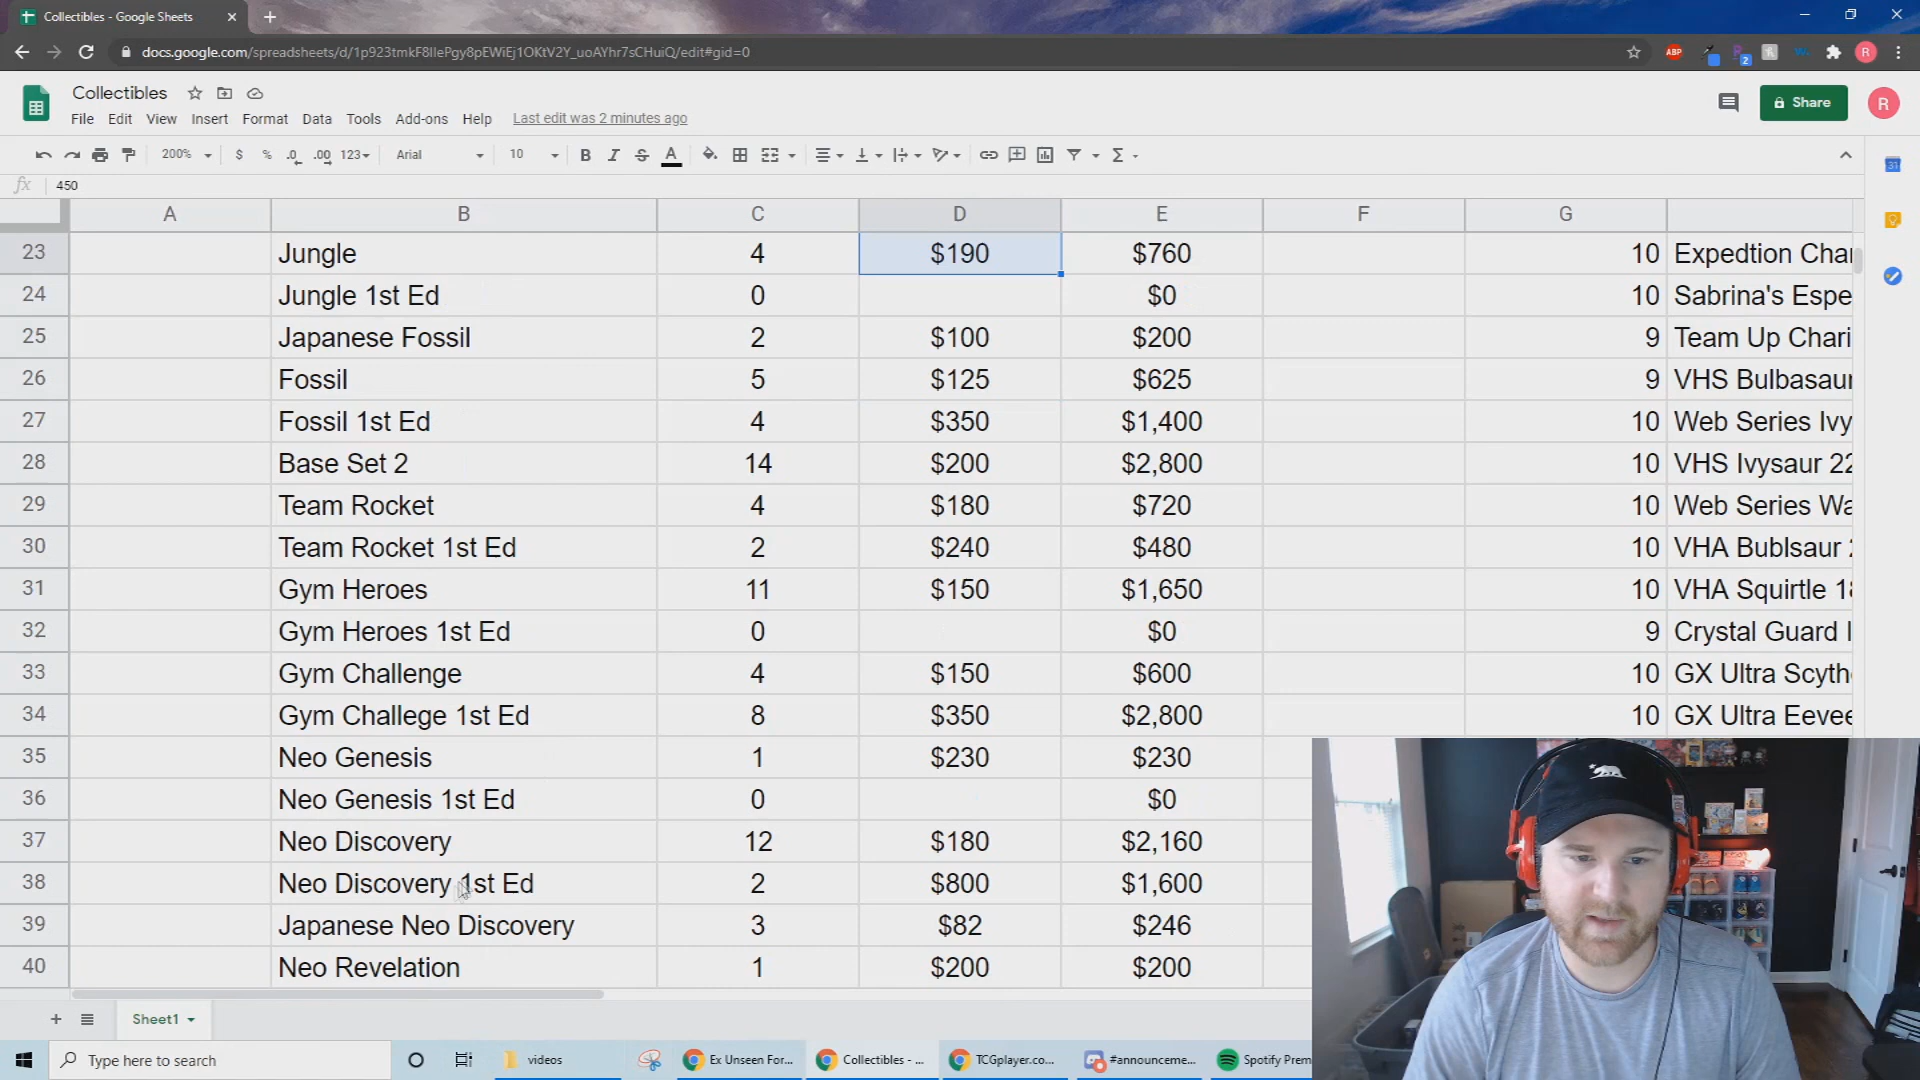 Collectibles - Google Sheets
docs.google.com/spreadsheets/d/1p923tmkF8IlePgy8pEWiEj1OKtV2Y_uoAYhr7sCHuiQ/edit#gid=0
ABP
2
R
Collectibles
Share
R
File Edit View Insert Format Data Tools Add-ons Help Last edit was 2 minutes ago
200% $ % .0 .00 123 Arial 10 B I S A Σ
31
fx 450
A B C D E F G
23 Jungle 4 $190 $760 10 Expedtion Char
24 Jungle 1st Ed 0 $0 10 Sabrina's Espe
25 Japanese Fossil 2 $100 $200 9 Team Up Chari
26 Fossil 5 $125 $625 9 VHS Bulbasaur
27 Fossil 1st Ed 4 $350 $1,400 10 Web Series Ivy
28 Base Set 2 14 $200 $2,800 10 VHS Ivysaur 22
29 Team Rocket 4 $180 $720 10 Web Series Wa
30 Team Rocket 1st Ed 2 $240 $480 10 VHA Bublsaur
31 Gym Heroes 11 $150 $1,650 10 VHA Squirtle 18
32 Gym Heroes 1st Ed 0 $0 9 Crystal Guard
33 Gym Challenge 4 $150 $600 10 GX Ultra Scyth
34 Gym Challege 1st Ed 8 $350 $2,800 10 GX Ultra Eevee
35 Neo Genesis 1 $230 $230
36 Neo Genesis 1st Ed 0 $0
37 Neo Discovery 12 $180 $2,160
38 Neo Discovery 1st Ed 2 $800 $1,600
39 Japanese Neo Discovery 3 $82 $246
40 Neo Revelation 1 $200 $200
Sheet1
Type here to search
videos
Ex Unseen For...
Collectibles - ...
TCGplayer.co...
#announceme...
Spotify Prem